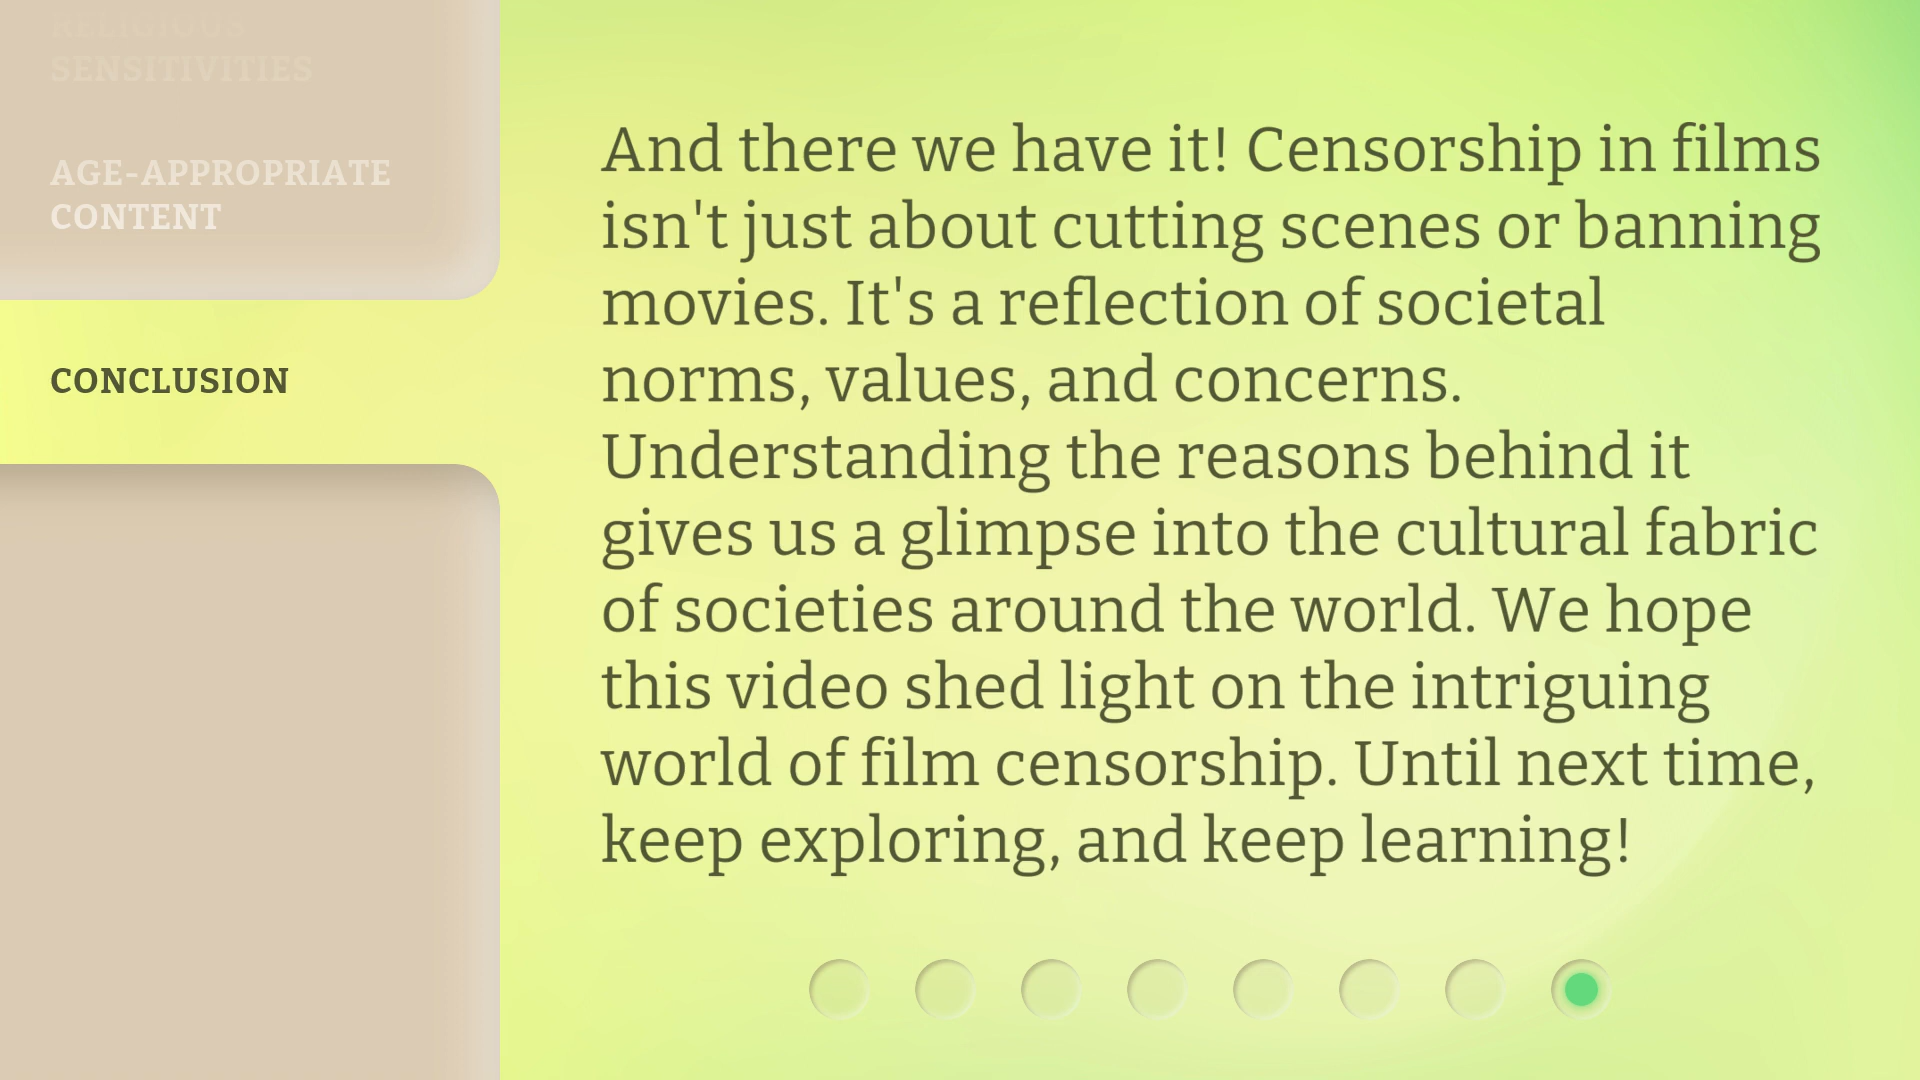 RELIGIOUS
SENSITIVITIES
AGE-APPROPRIATE
CONTENT
CONCLUSION
And there we have it! Censorship in films
isn't just about cutting scenes or banning
movies. It's a reflection of societal
norms, values, and concerns.
Understanding the reasons behind it
gives us a glimpse into the cultural fabric
of societies around the world. We hope
this video shed light on the intriguing
world of film censorship. Until next time,
keep exploring, and keep learning!